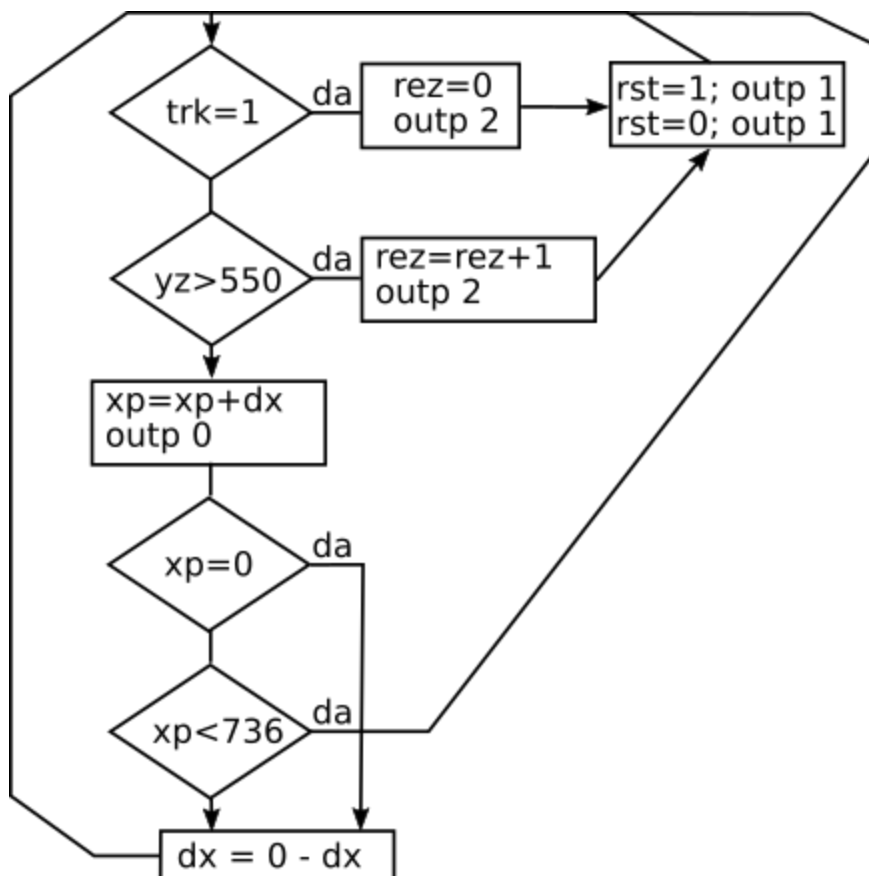 trk=1
da
rez=0
outp 2
rst=1; outp 1
rst=0; outp 1
yz>550
da
rez=rez+1
outp 2
xp=xp+dx
outp 0
xp=0
da
xp<736
da
dx = 0 - dx